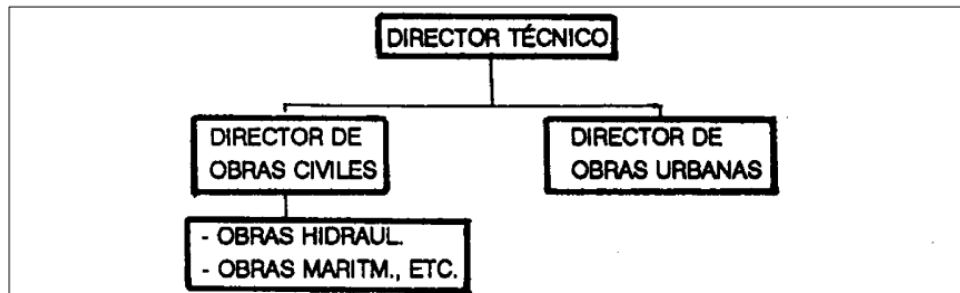 DIRECTOR TÉCNICO
DIRECTOR DE
OBRAS CIVILES
DIRECTOR DE
OBRAS URBANAS
- OBRAS HIDRAUL.
- OBRAS MARITM., ETC.